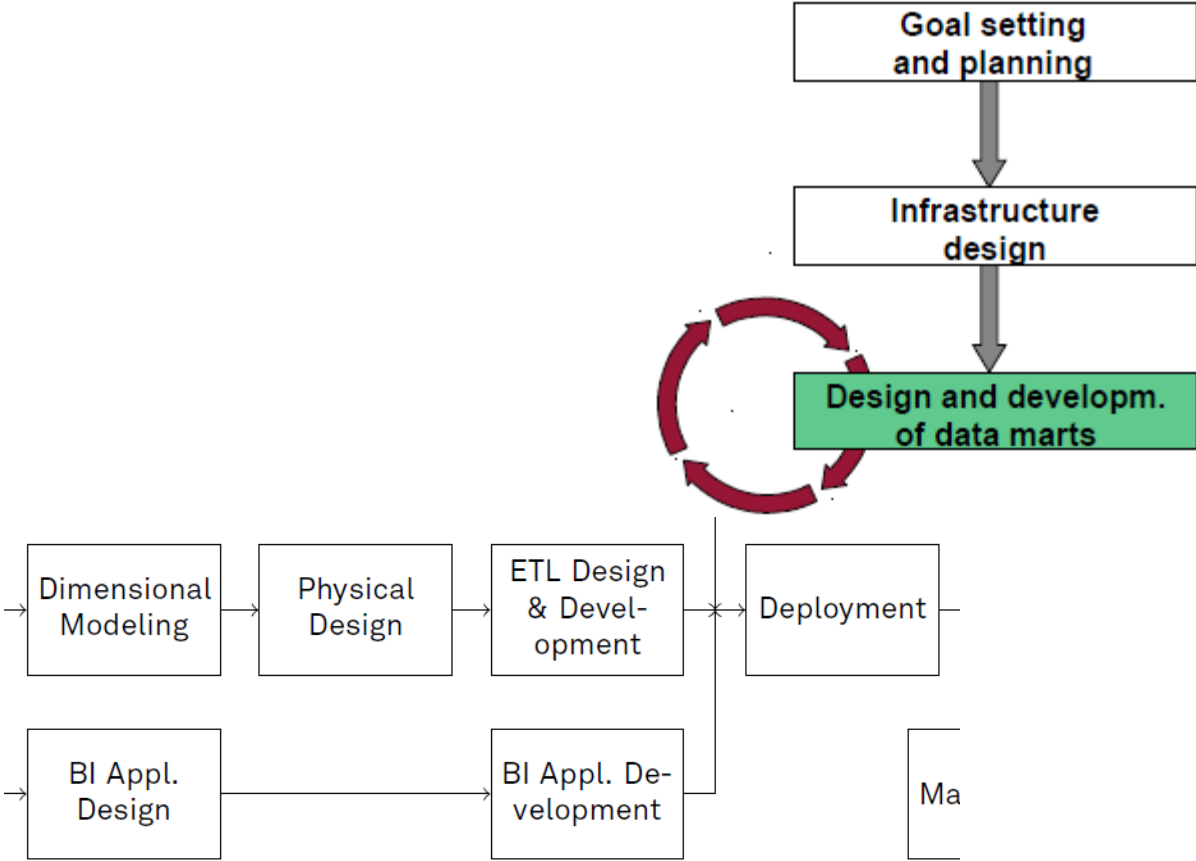 Goal setting
and planning
Infrastructure
design
Design and developm.
of data marts
Dimensional
Modeling
Physical
Design
ETL Design
& Devel-
opment
Deployment
BI Appl.
Design
BI Appl. De-
velopment
Ma